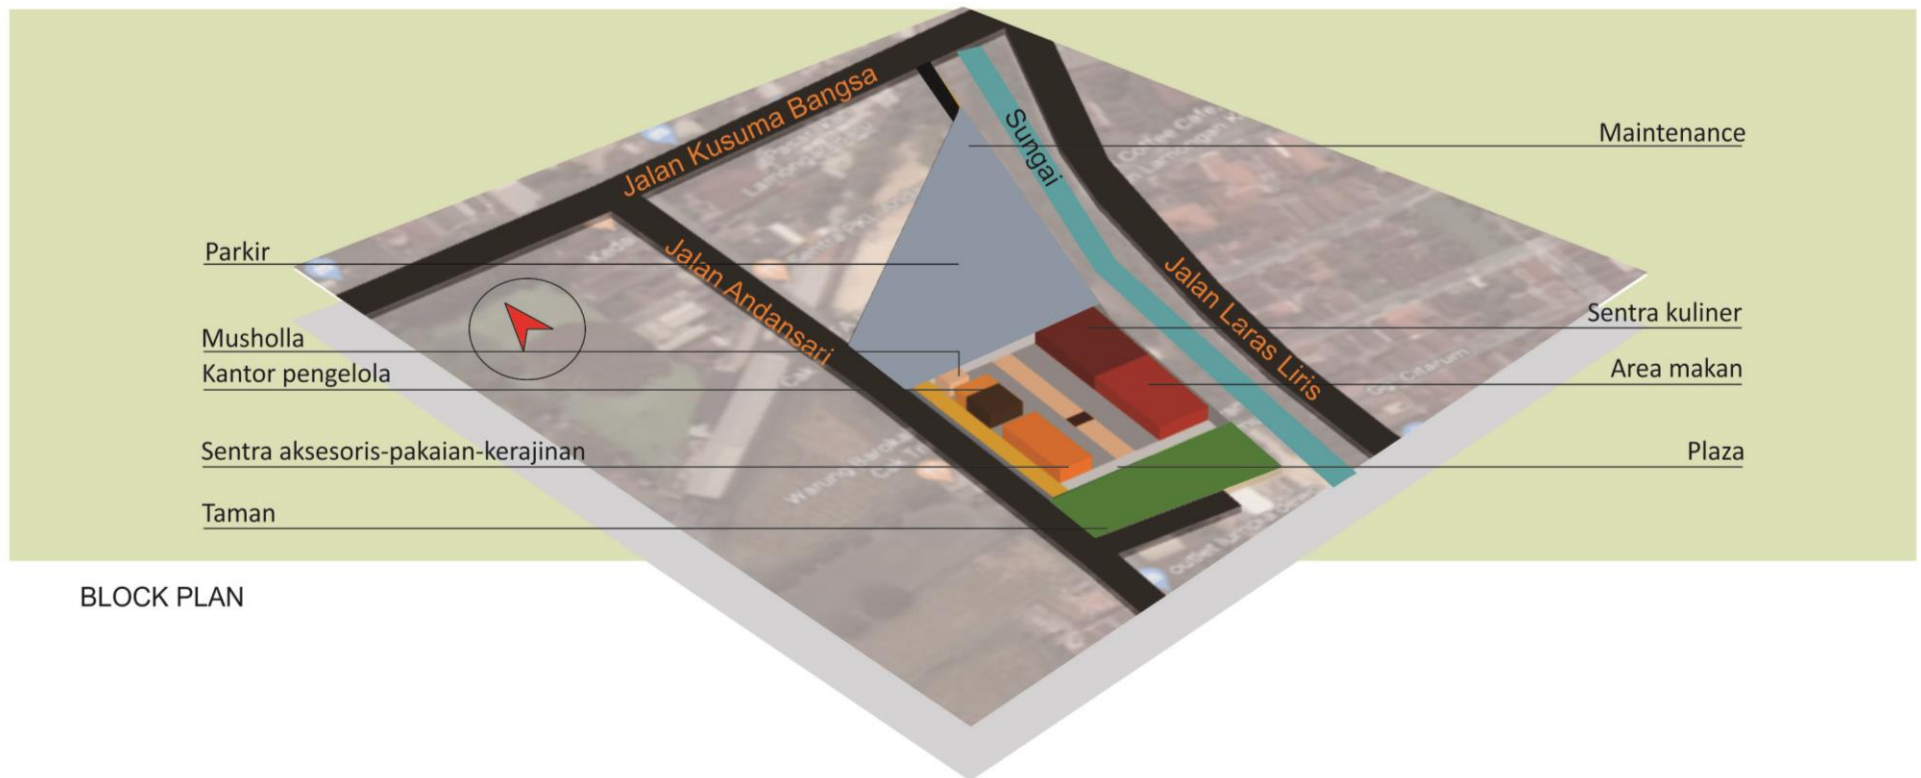 Jalan Kusuma Bangsa
Sungai
Maintenance
Parkir
Jalan Andansari
Jalan Laras Liris
Sentra kuliner
Musholla
Area makan
Kantor pengelola
Sentra aksesoris-pakaian-kerajinan
Plaza
Taman
BLOCK PLAN